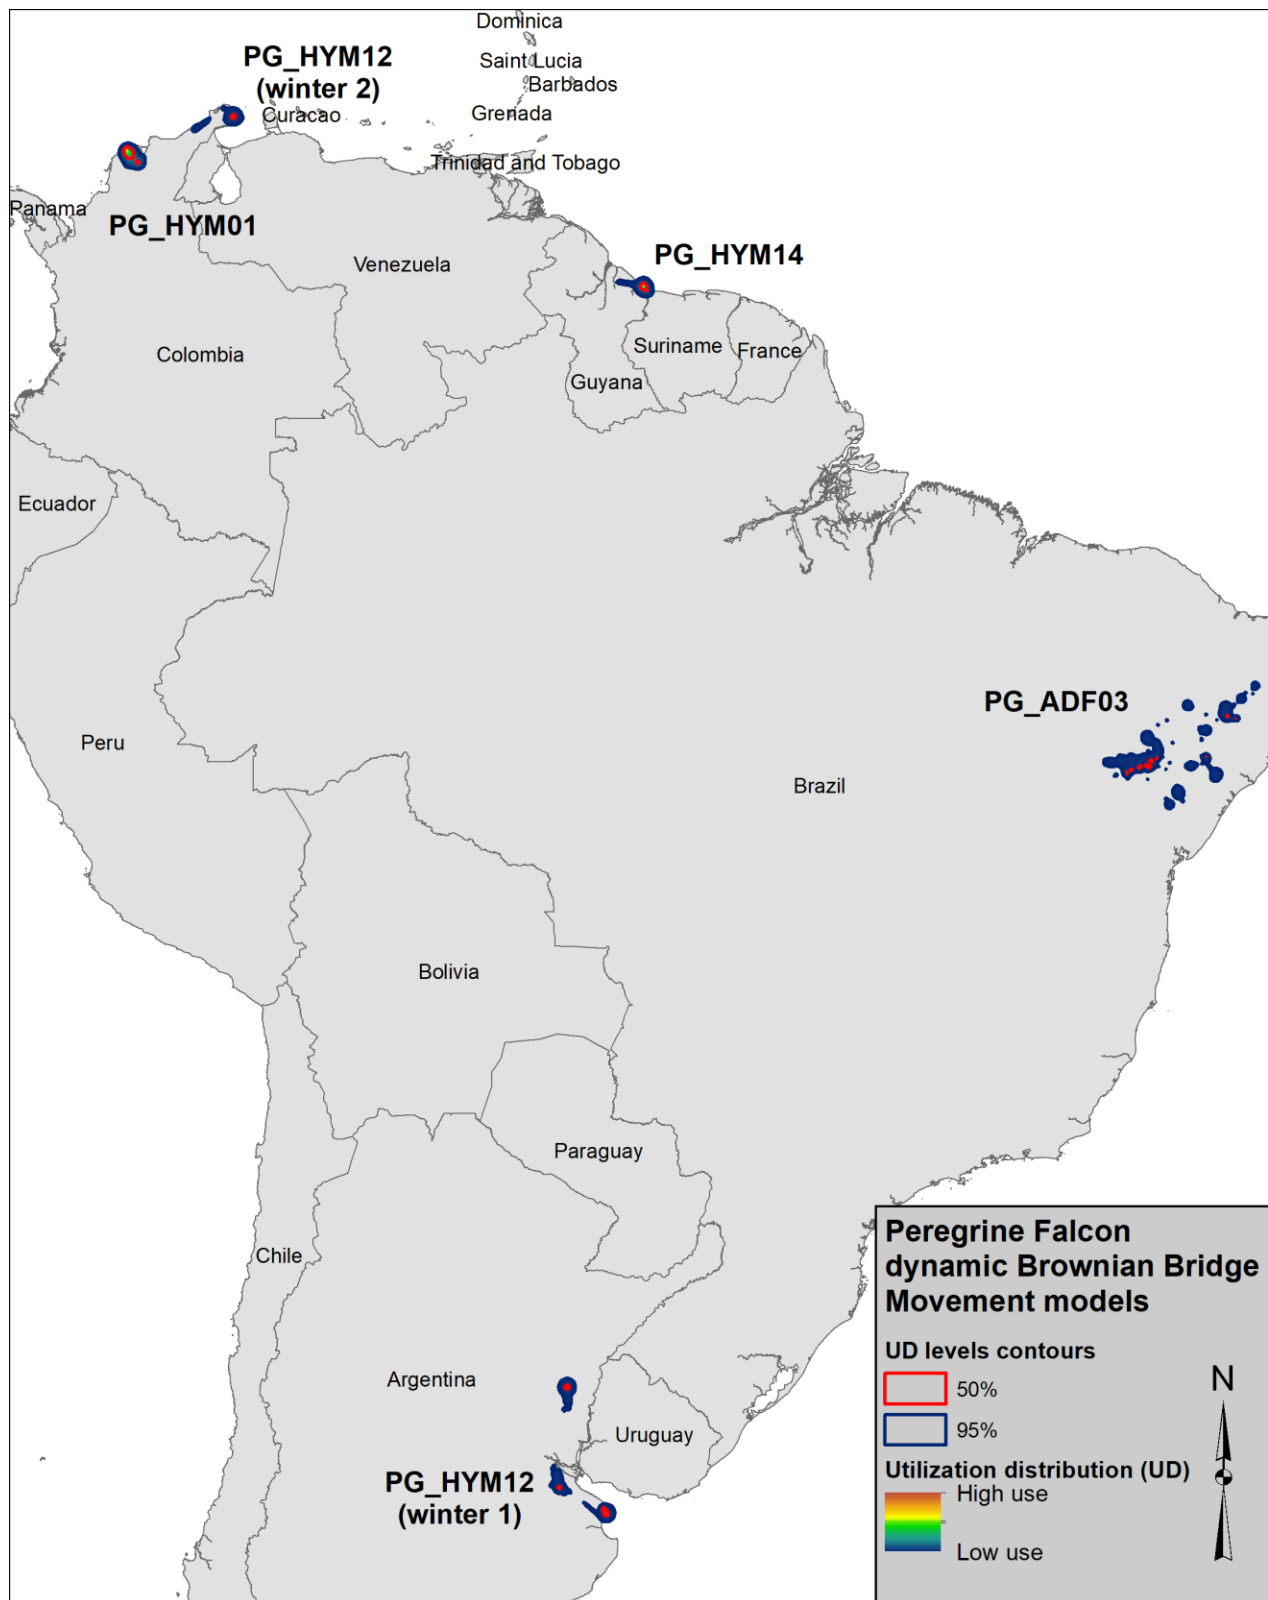 Dominica
PG_HYM12
(winter 2)
Saint Lucia
Barbados
Curacao
Grenada
Trinidad and Tobago
Panama
PG_HYM01
PG_HYM14
Venezuela
Colombia
Suriname
France
Guyana
Ecuador
PG_ADF03
Peru
Brazil
Bolivia
Paraguay
Chile
Argentina
Uruguay
PG_HYM12
(winter 1)
Peregrine Falcon
dynamic Brownian Bridge
Movement models
UD levels contours
50%
95%
N
Utilization distribution (UD)
High use
Low use